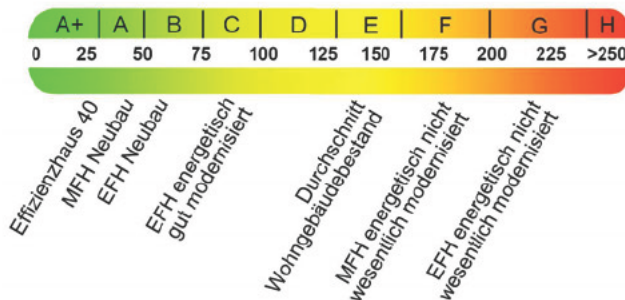 A+ A B C D E F G H
0 25 50 75 100 125 150 175 200 225 >250
Effizienzhaus 40
MFH Neubau
EFH Neubau
EFH energetisch
gut modernisiert
Durchschnitt
Wohngebäudebestand
MFH energetisch nicht
wesentlich modernisiert
EFH energetisch nicht
wesentlich modernisiert